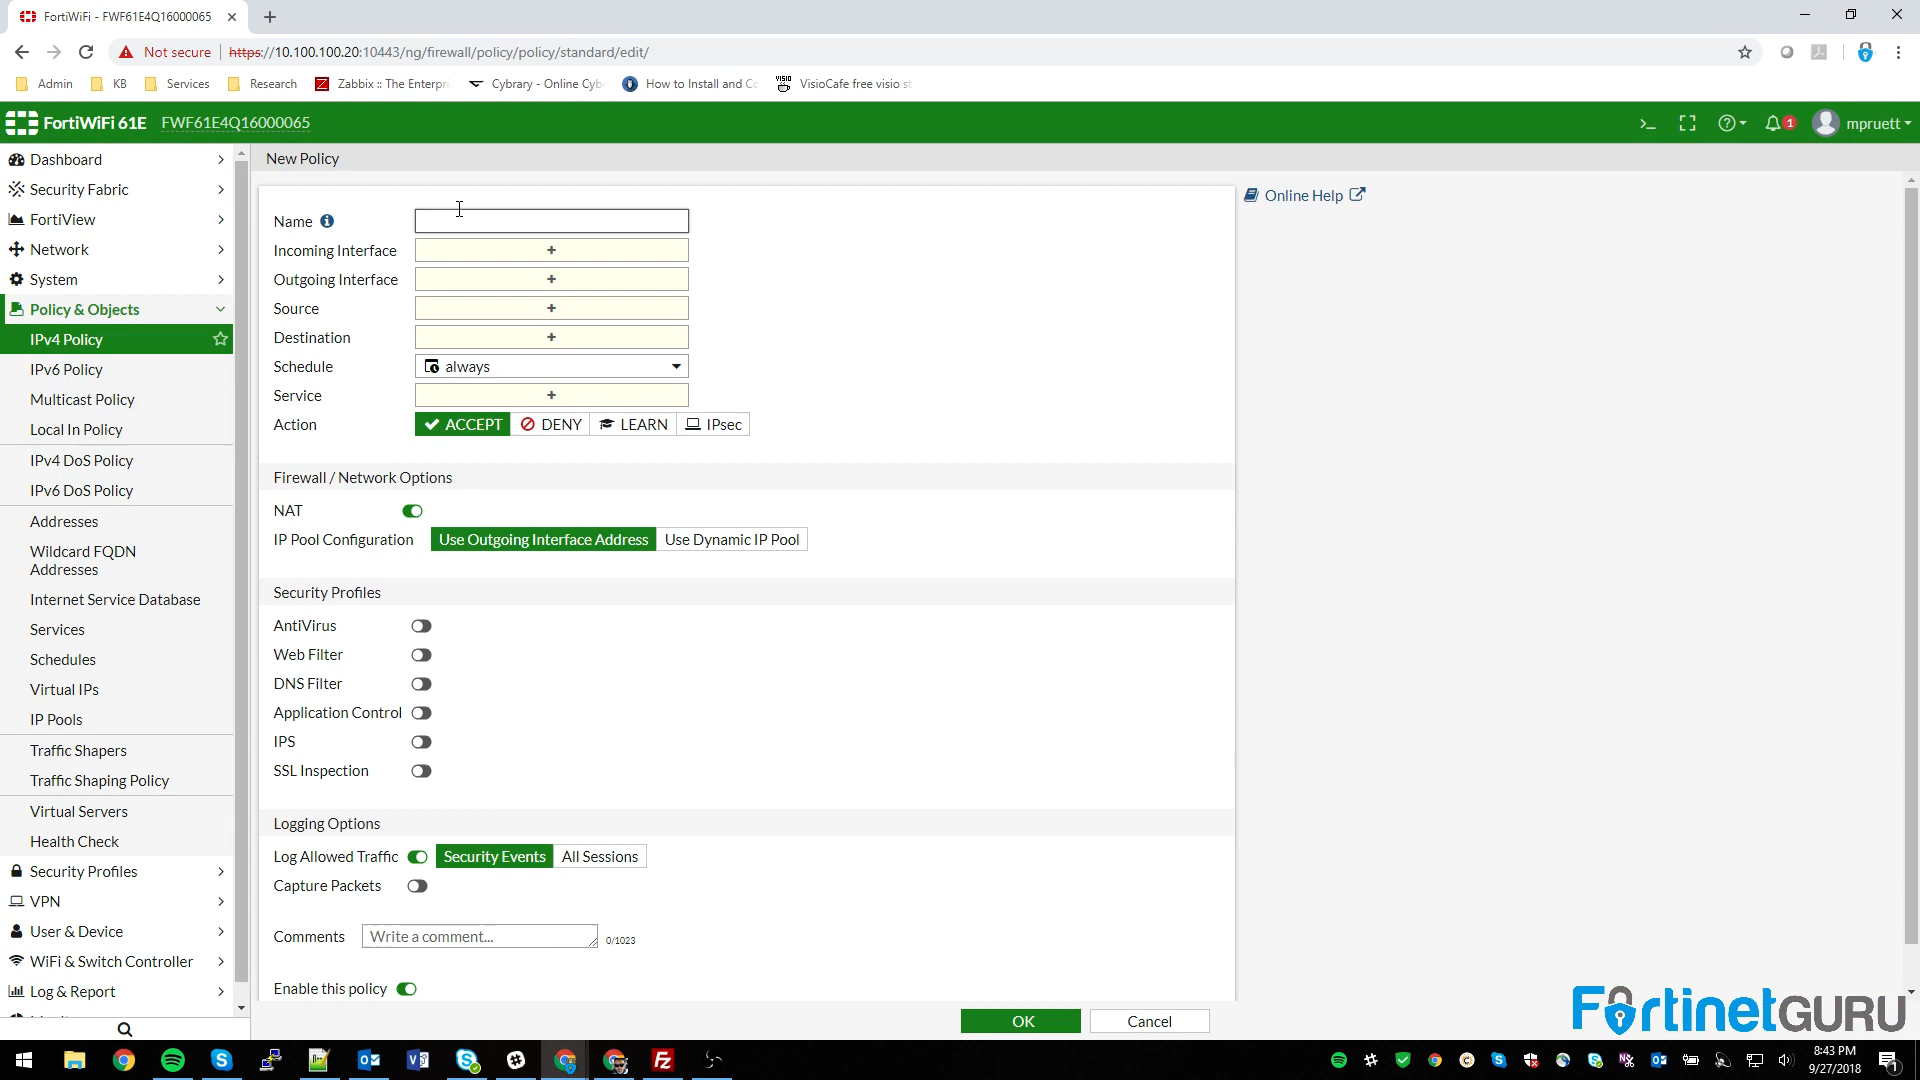 FortiWiFi - FWF61E4Q16000065
Not secure https://10.100.100.20:10443/ng/firewall/policy/policy/standard/edit/
Admin KB Services Research Zabbix :: The Enterpri Cybrary - Online Cyb How to Install and Co VISIO VisioCafe free visio st
FortiWiFi 61E FWF61E4Q16000065
1 mpruett
Dashboard
Security Fabric
FortiView
Network
System
Policy & Objects
IPv4 Policy
IPv6 Policy
Multicast Policy
Local In Policy
IPv4 DoS Policy
IPv6 DoS Policy
Addresses
Wildcard FQDN
Addresses
Internet Service Database
Services
Schedules
Virtual IPs
IP Pools
Traffic Shapers
Traffic Shaping Policy
Virtual Servers
Health Check
Security Profiles
VPN
User & Device
WiFi & Switch Controller
Log & Report
New Policy
Name
Incoming Interface
Outgoing Interface
Source
Destination
Schedule always
Service
Action ACCEPT DENY LEARN IPsec
Firewall / Network Options
NAT
IP Pool Configuration Use Outgoing Interface Address Use Dynamic IP Pool
Security Profiles
AntiVirus
Web Filter
DNS Filter
Application Control
IPS
SSL Inspection
Logging Options
Log Allowed Traffic Security Events All Sessions
Capture Packets
Comments Write a comment... 0/1023
Enable this policy
OK Cancel
Online Help
FortinetGURU
8:43 PM
9/27/2018
1